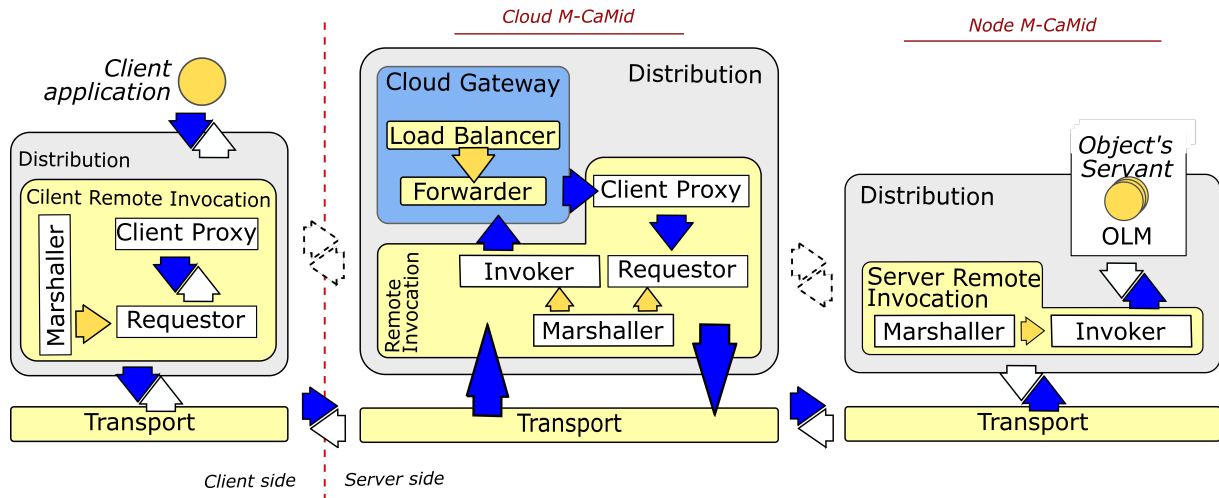 Cloud M-CaMid
Node M-CaMid
Client
application
Distribution
Cilent Remote Invocation
Marshaller
Client Proxy
Requestor
Transport
Client side
Server side
Distribution
Cloud Gateway
Load Balancer
Forwarder
Client Proxy
Invoker
Requestor
Remote
Invocation
Marshaller
Transport
Object's
Servant
OLM
Distribution
Server Remote
Invocation
Marshaller
Invoker
Transport